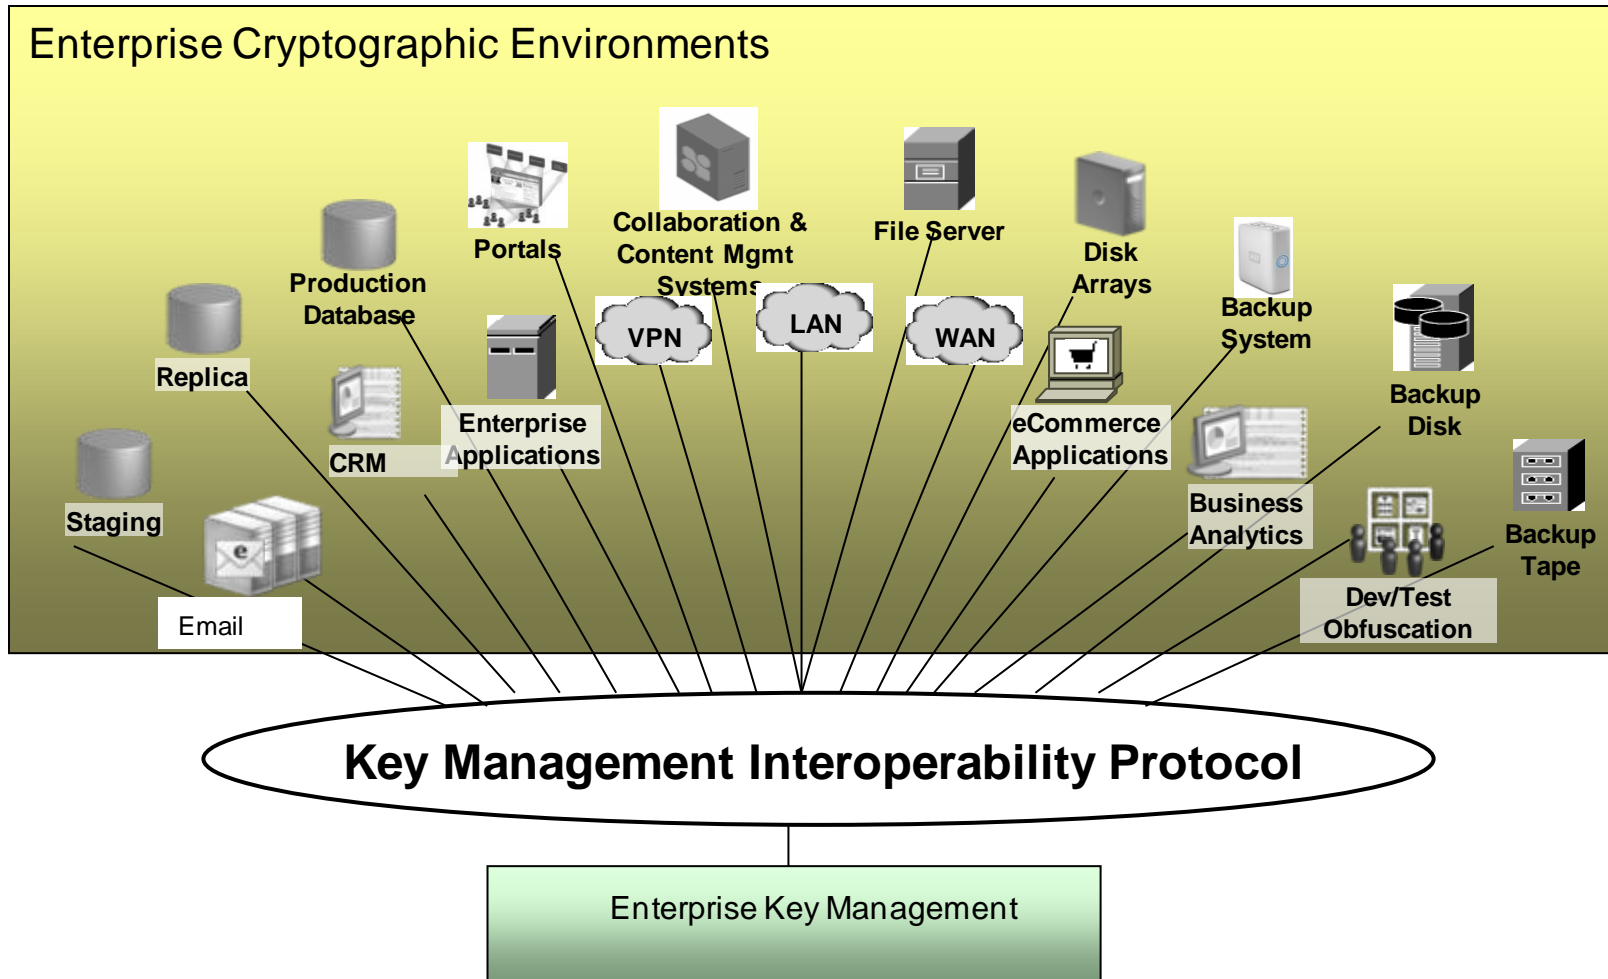 Enterprise Cryptographic Environments
Portals
Collaboration &
Content Mgmt
Systems
File Server
Disk
Arrays
Production
Database
Backup
System
VPN
LAN
WAN
Replica
CRM
Enterprise
Applications
eCommerce
Applications
Backup
Disk
Staging
Email
e
Business
Analytics
Backup
Tape
Dev/Test
Obfuscation
Key Management Interoperability Protocol
Enterprise Key Management